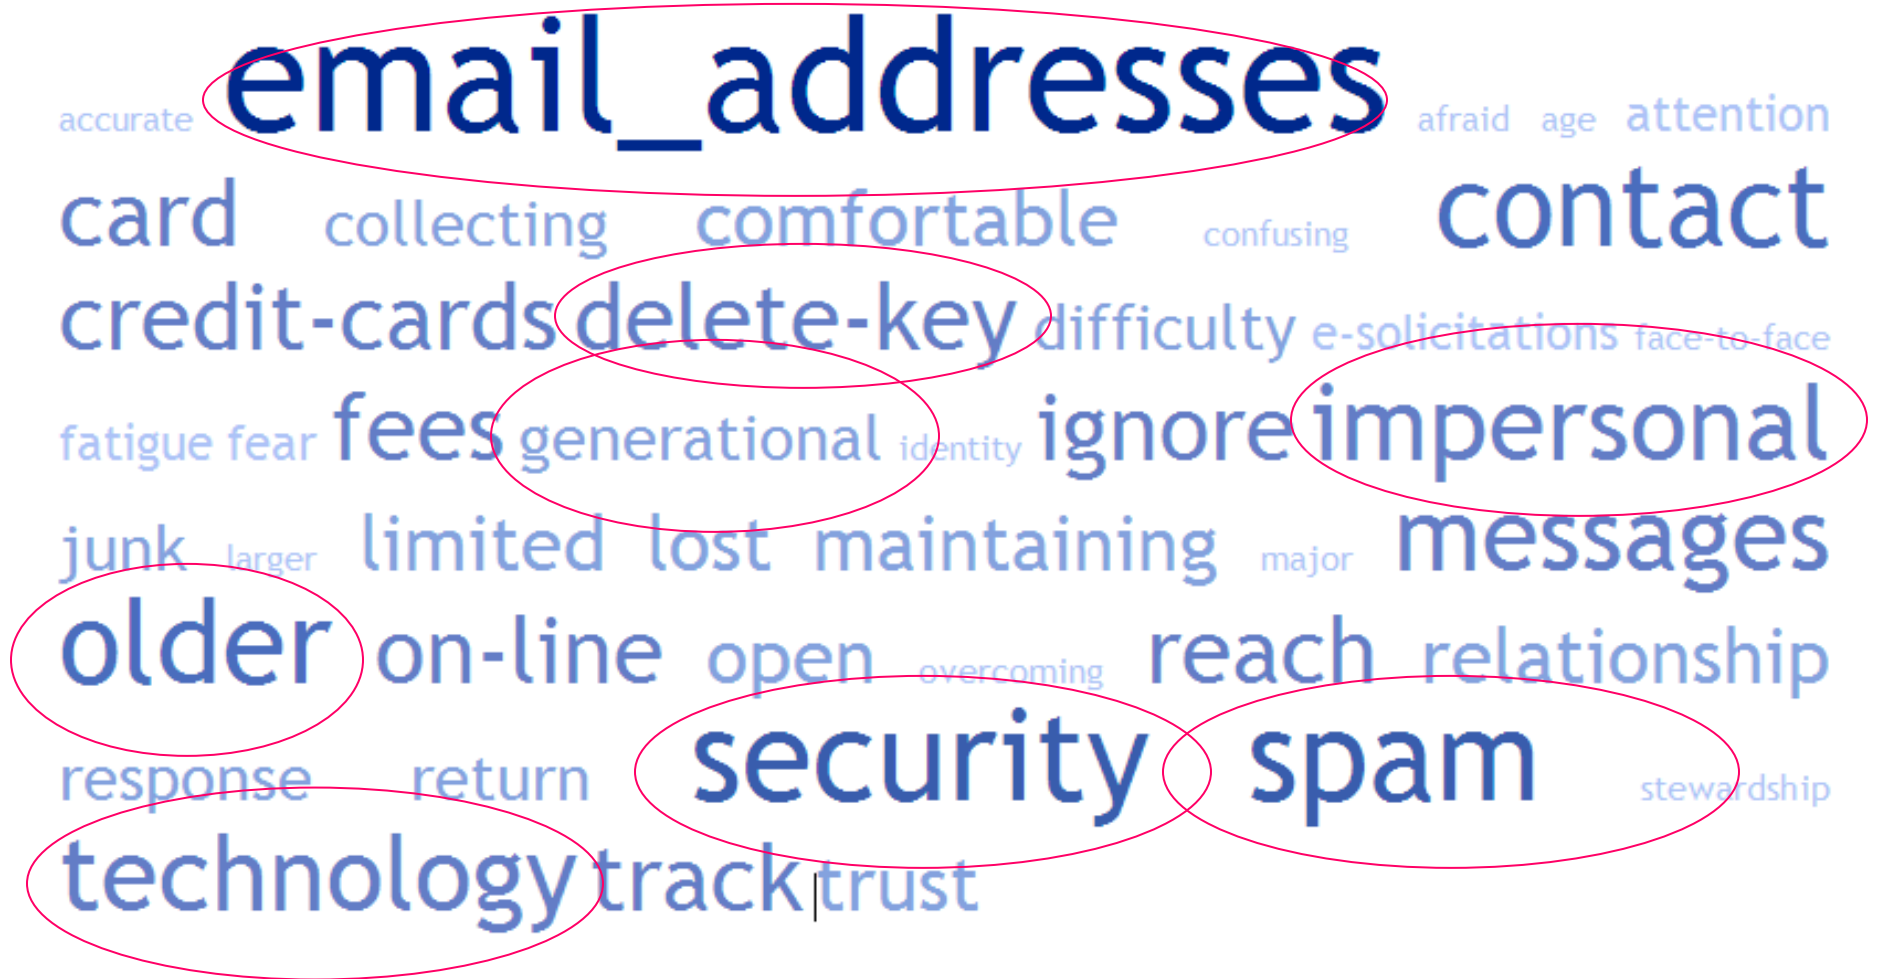 accurate email_addresses afraid age attention
card collecting comfortable confusing contact
credit-cards delete-key difficulty e-solicitations face-to-face
fatigue fear fees generational identity ignore impersonal
junk larger limited lost maintaining major messages
older on-line open overcoming reach relationship
response return security spam stewardship
technology track trust